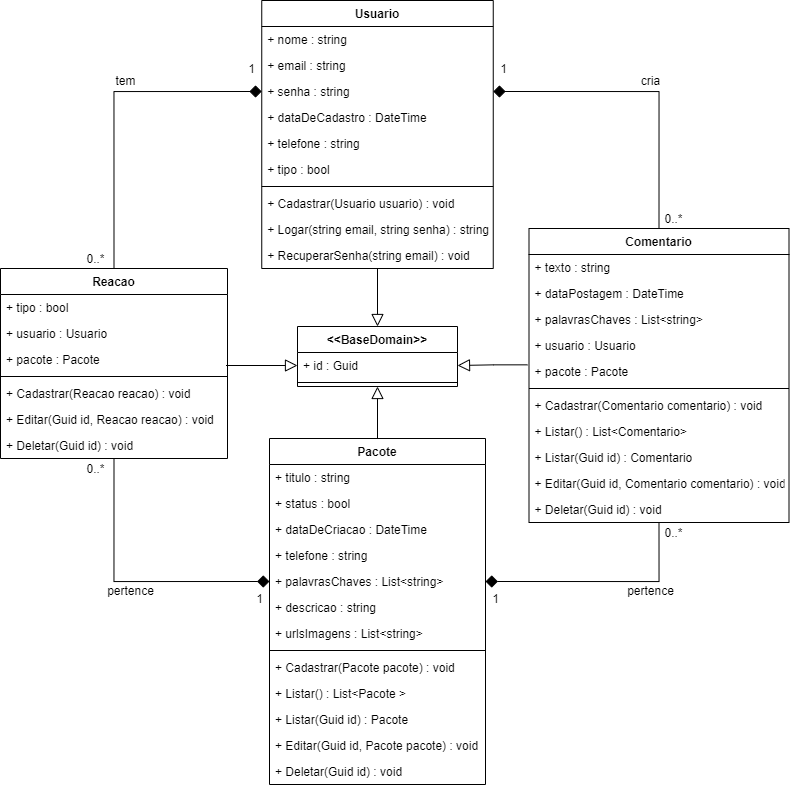 Usuario
+ nome : string
+ email : string
+ senha : string
+ dataDeCadastro : DateTime
+ telefone : string
+ tipo : bool
+ Cadastrar(Usuario usuario) : void
+ Logar(string email, string senha) : string
+ RecuperarSenha(string email) : void
1
tem
0..*
1
cria
0..*
Reacao
+ tipo : bool
+ usuario : Usuario
+ pacote : Pacote
+ Cadastrar(Reacao reacao) : void
+ Editar(Guid id, Reacao reacao) : void
+ Deletar(Guid id) : void
<<BaseDomain>>
+ id : Guid
Comentario
+ texto : string
+ dataPostagem : DateTime
+ palavrasChaves : List<string>
+ usuario : Usuario
+ pacote : Pacote
+ Cadastrar(Comentario comentario) : void
+ Listar() : List<Comentario>
+ Listar(Guid id) : Comentario
+ Editar(Guid id, Comentario comentario) : void
+ Deletar(Guid id) : void
0..*
pertence
1
0..*
pertence
1
Pacote
+ titulo : string
+ status : bool
+ dataDeCriacao : DateTime
+ telefone : string
+ palavrasChaves : List<string>
+ descricao : string
+ urlsImagens : List<string>
+ Cadastrar(Pacote pacote) : void
+ Listar() : List<Pacote >
+ Listar(Guid id) : Pacote
+ Editar(Guid id, Pacote pacote) : void
+ Deletar(Guid id) : void